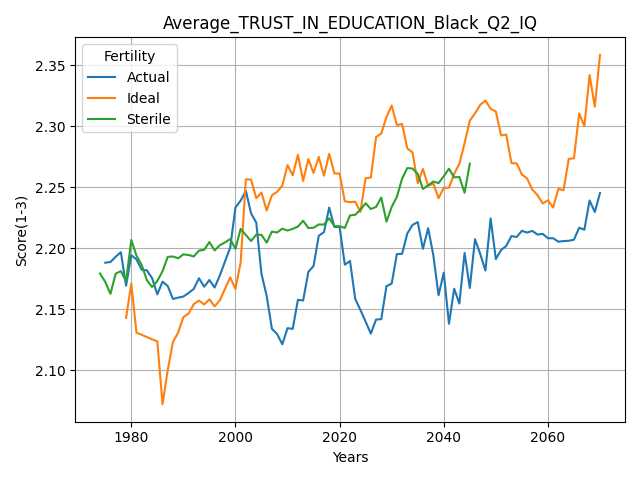 Average_TRUST_IN_EDUCATION_Black_Q2_IQ
Fertility
Actual
Ideal
Sterile
Score(1-3)
2.35
2.30
2.25
2.20
2.15
2.10
1980
2000
2020
2040
2060
Years